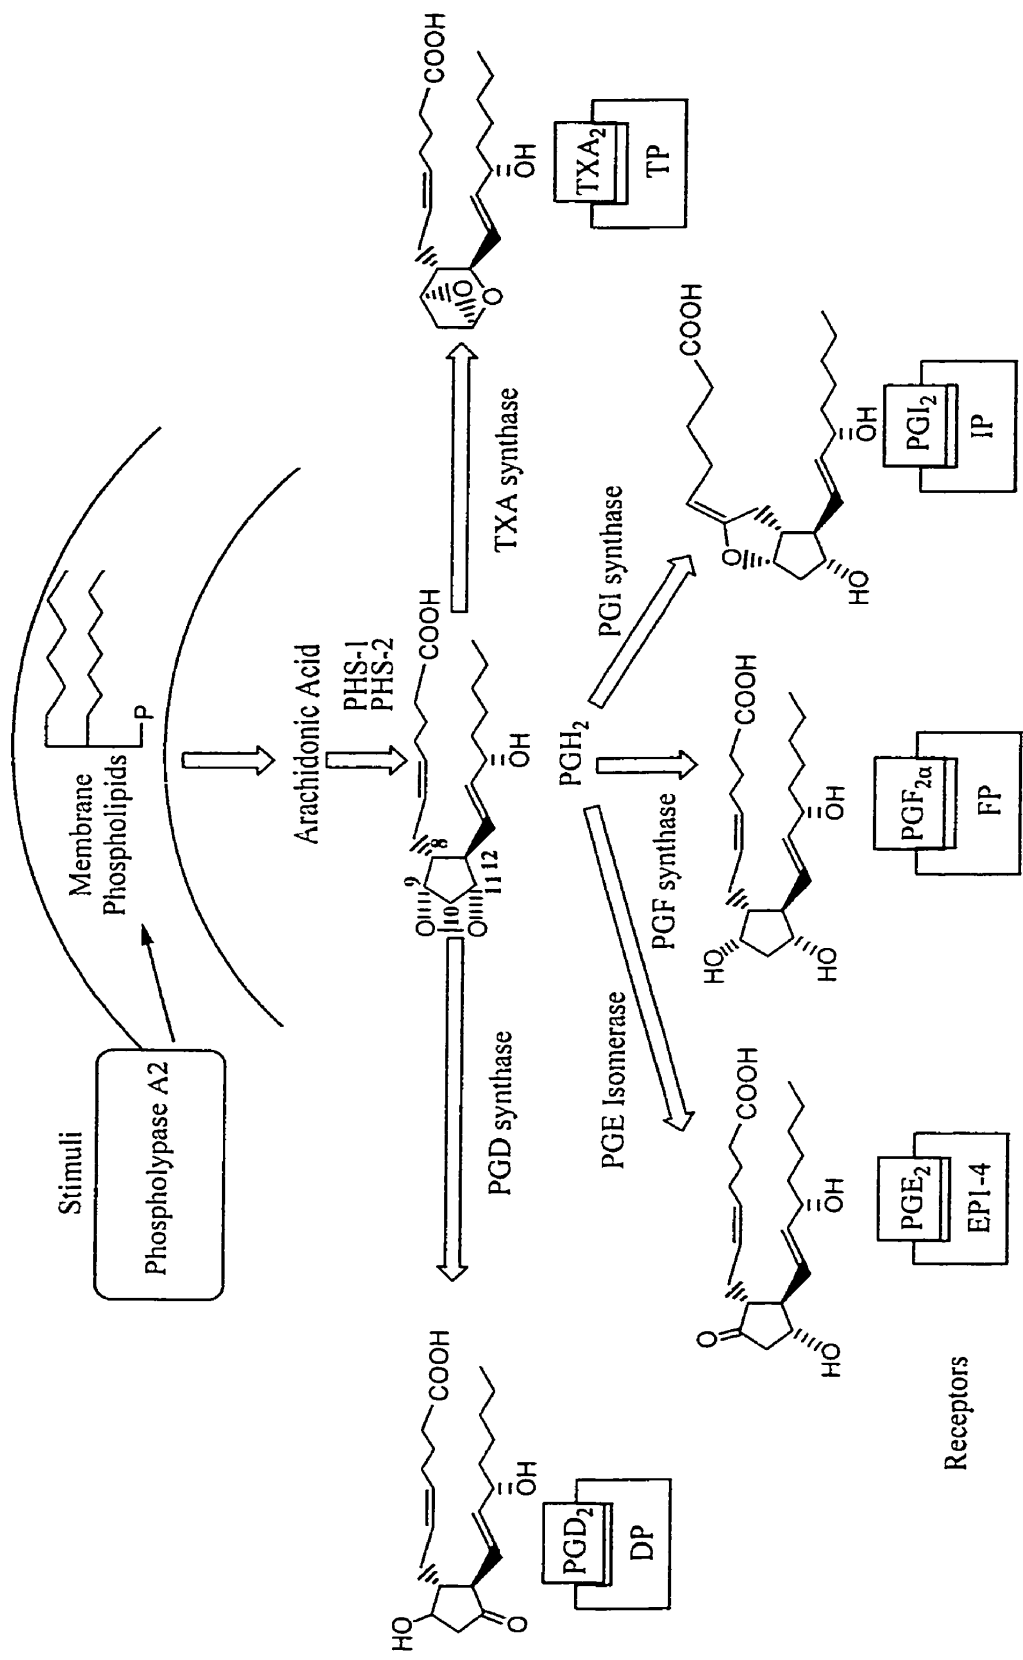 Stimuli
Phospholypase A2
Membrane
Phospholipids
P
Arachidonic Acid
PHS-1
PHS-2
COOH
OH
8
9
10
11
12
O
O
PGH2
PGD synthase
TXA synthase
PGE Isomerase
PGF synthase
PGI synthase
HO
O
COOH
OH
PGD2
DP
O
O
COOH
OH
TXA2
TP
O
HO
COOH
OH
PGE2
EP1-4
HO
HO
COOH
OH
PGF2α
FP
O
HO
COOH
OH
PGI2
IP
Receptors